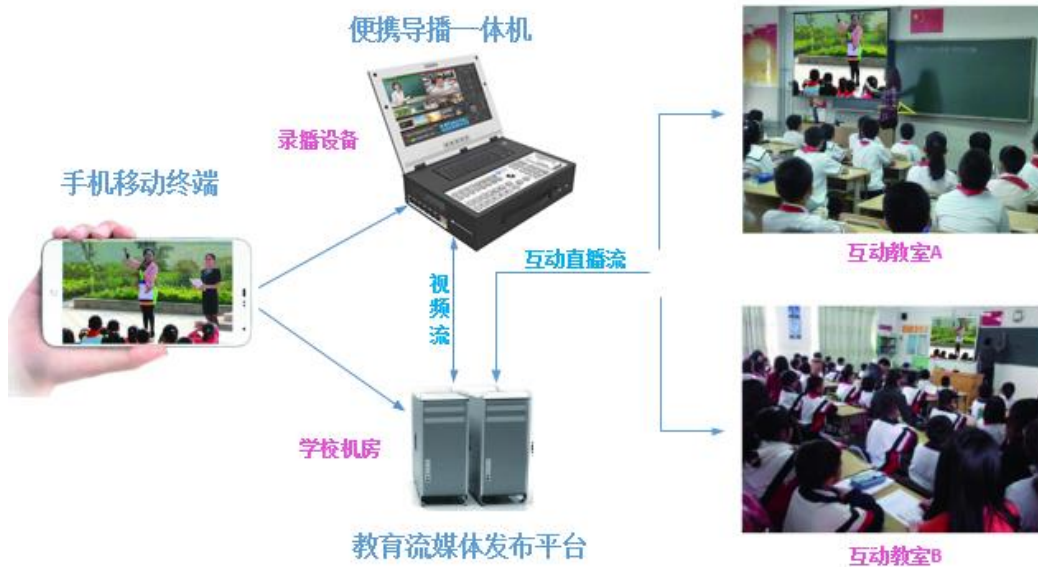 便携导播一体机
录播设备
手机移动终端
互动教室A
互动直播流
视频流
学校机房
教育流媒体发布平台
互动教室B